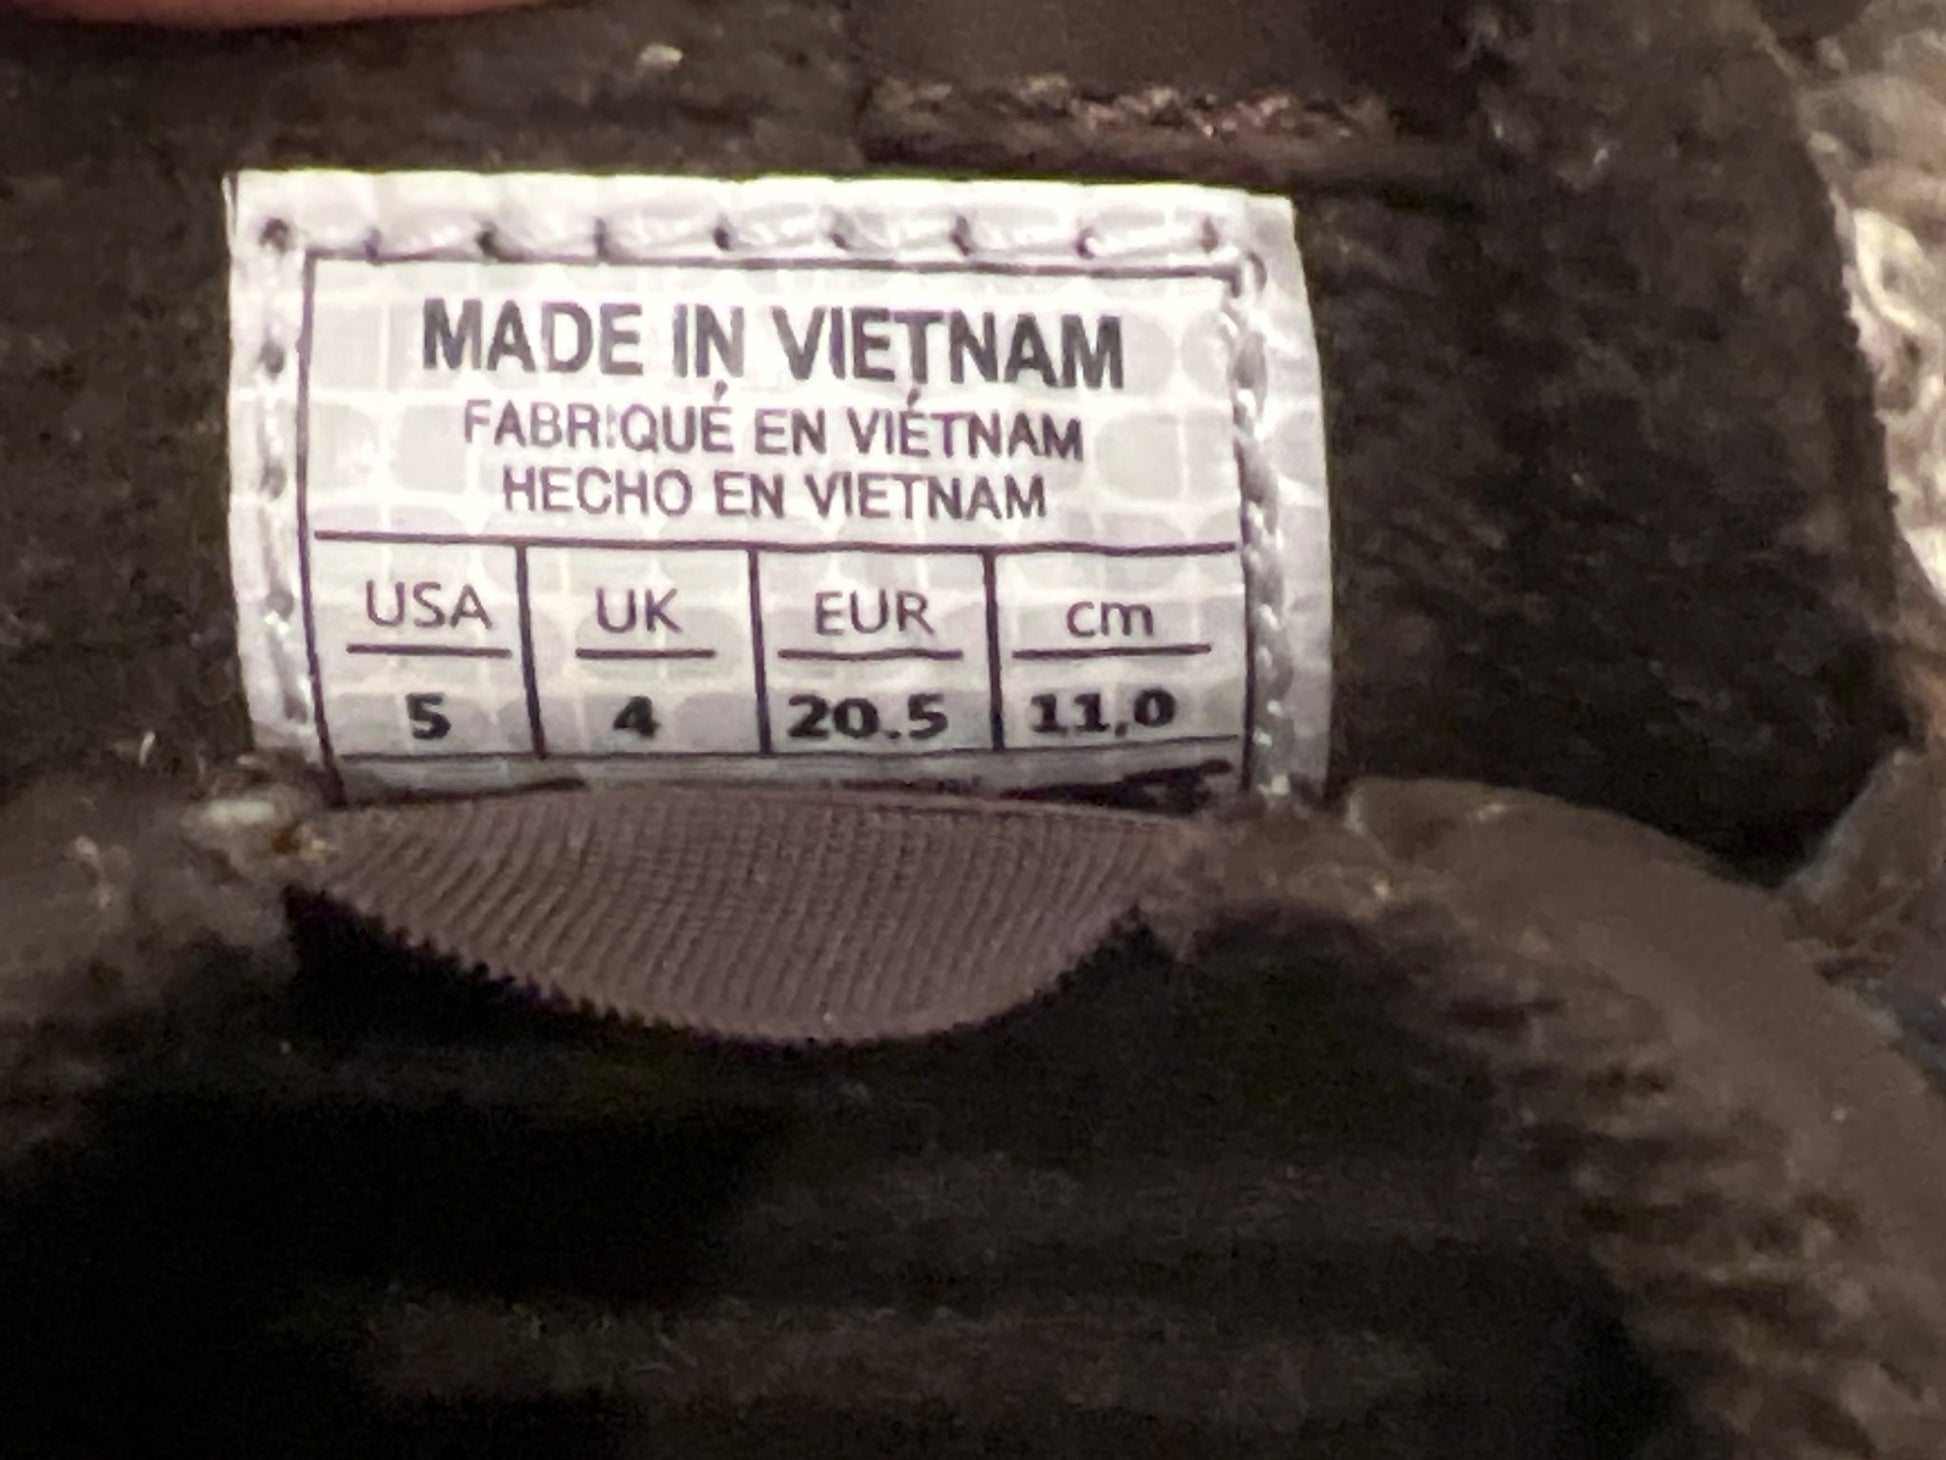 MADE IN VIETNAM
FABRIQUÉ EN VIÉTNAM
HECHO EN VIETNAM
USA UK EUR cm
5 4 20.5 11.0